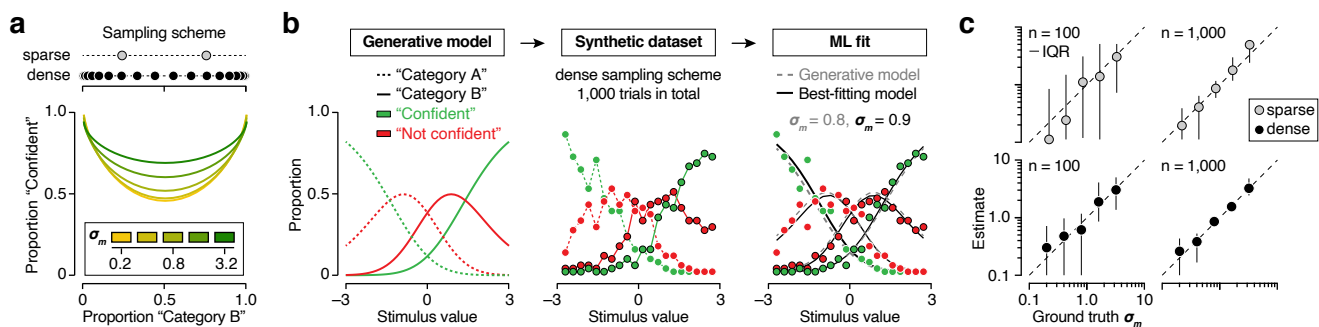 a
Sampling scheme
sparse
dense
1.0
0.5
0
Proportion "Confident"
σm
0.2 0.8 3.2
0 0.5 1.0
Proportion "Category B"
b
Generative model
Synthetic dataset
ML fit
"Category A"
"Category B"
"Confident"
"Not confident"
dense sampling scheme
1,000 trials in total
Generative model
Best-fitting model
σm = 0.8, σm = 0.9
1.0
0.5
0
Proportion
−3 0 3
Stimulus value
−3 0 3
Stimulus value
−3 0 3
Stimulus value
c
n = 100
IQR
n = 1,000
sparse
dense
n = 100
n = 1,000
10
1.0
0.1
Estimate
0.1 1.0 10
Ground truth σm